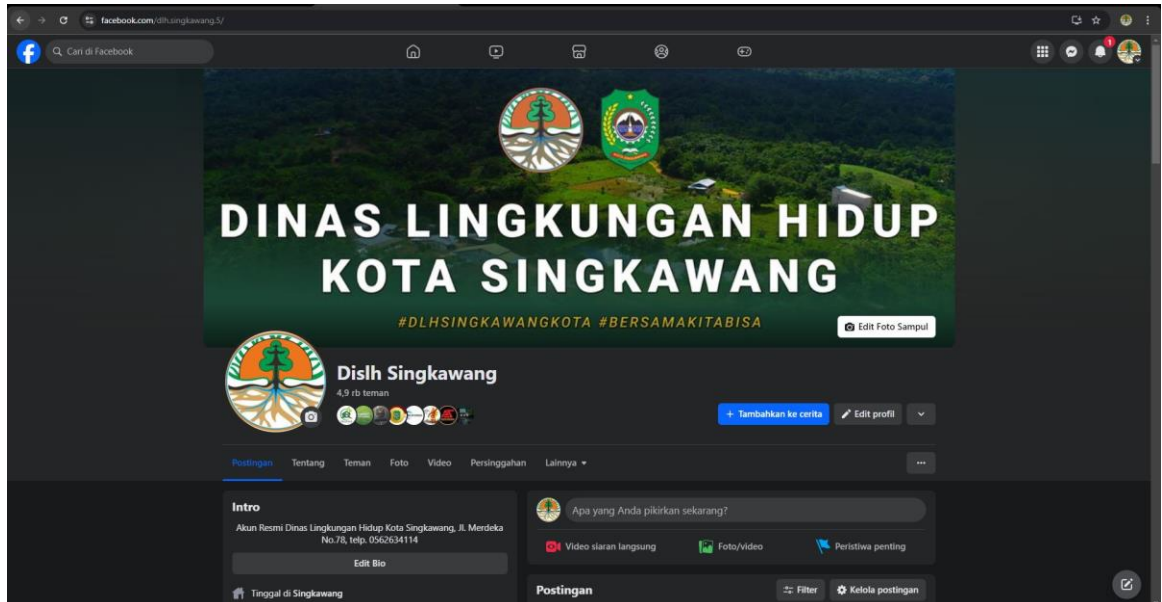 facebook.com/dlh.singkawang.5/
Cari di Facebook
1
DINAS LINGKUNGAN HIDUP
KOTA SINGKAWANG
#DLHSINGKAWANGKOTA #BERSAMAKITABISA
Edit Foto Sampul
Dislh Singkawang
4,9 rb teman
+ Tambahkan ke cerita
Edit profil
Postingan Tentang Teman Foto Video Persinggahan Lainnya
Intro
Akun Resmi Dinas Lingkungan Hidup Kota Singkawang, Jl. Merdeka
No.78, telp. 0562634114
Edit Bio
Tinggal di Singkawang
Apa yang Anda pikirkan sekarang?
Video siaran langsung Foto/video Peristiwa penting
Postingan
Filter
Kelola postingan